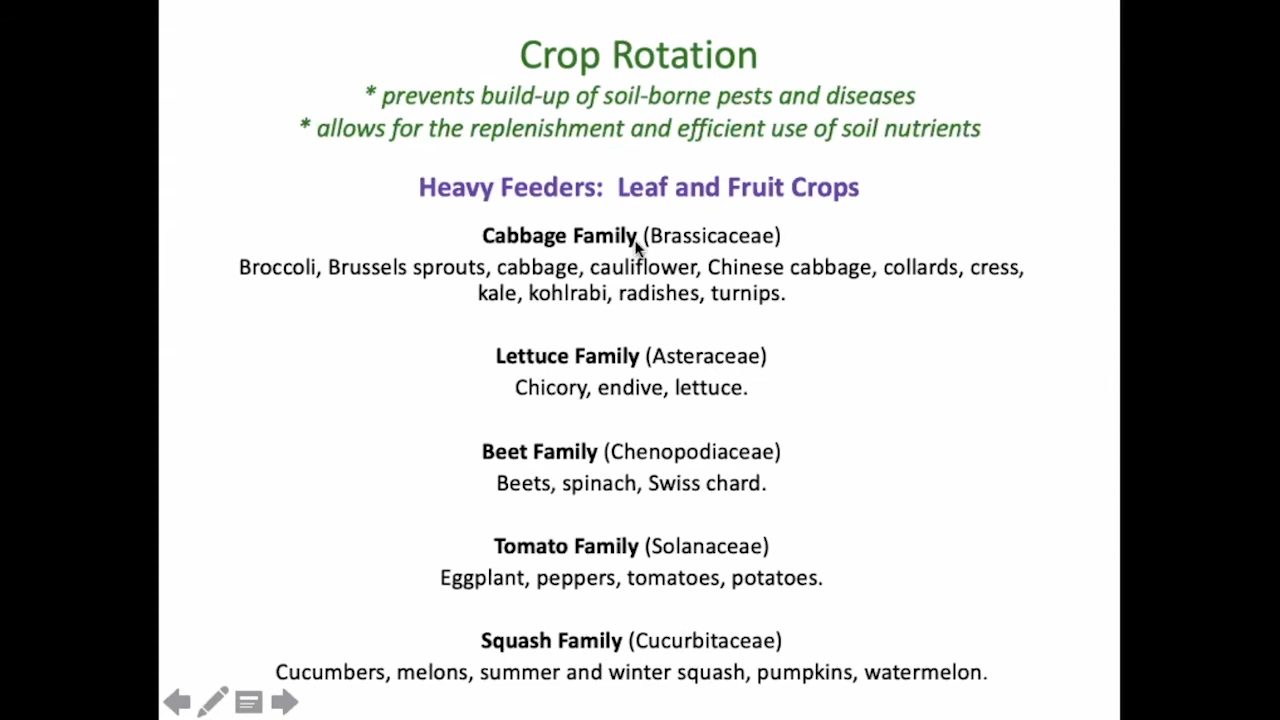 Crop Rotation
* prevents build-up of soil-borne pests and diseases
* allows for the replenishment and efficient use of soil nutrients
Heavy Feeders: Leaf and Fruit Crops
Cabbage Family (Brassicaceae)
Broccoli, Brussels sprouts, cabbage, cauliflower, Chinese cabbage, collards, cress,
kale, kohlrabi, radishes, turnips.
Lettuce Family (Asteraceae)
Chicory, endive, lettuce.
Beet Family (Chenopodiaceae)
Beets, spinach, Swiss chard.
Tomato Family (Solanaceae)
Eggplant, peppers, tomatoes, potatoes.
Squash Family (Cucurbitaceae)
Cucumbers, melons, summer and winter squash, pumpkins, watermelon.